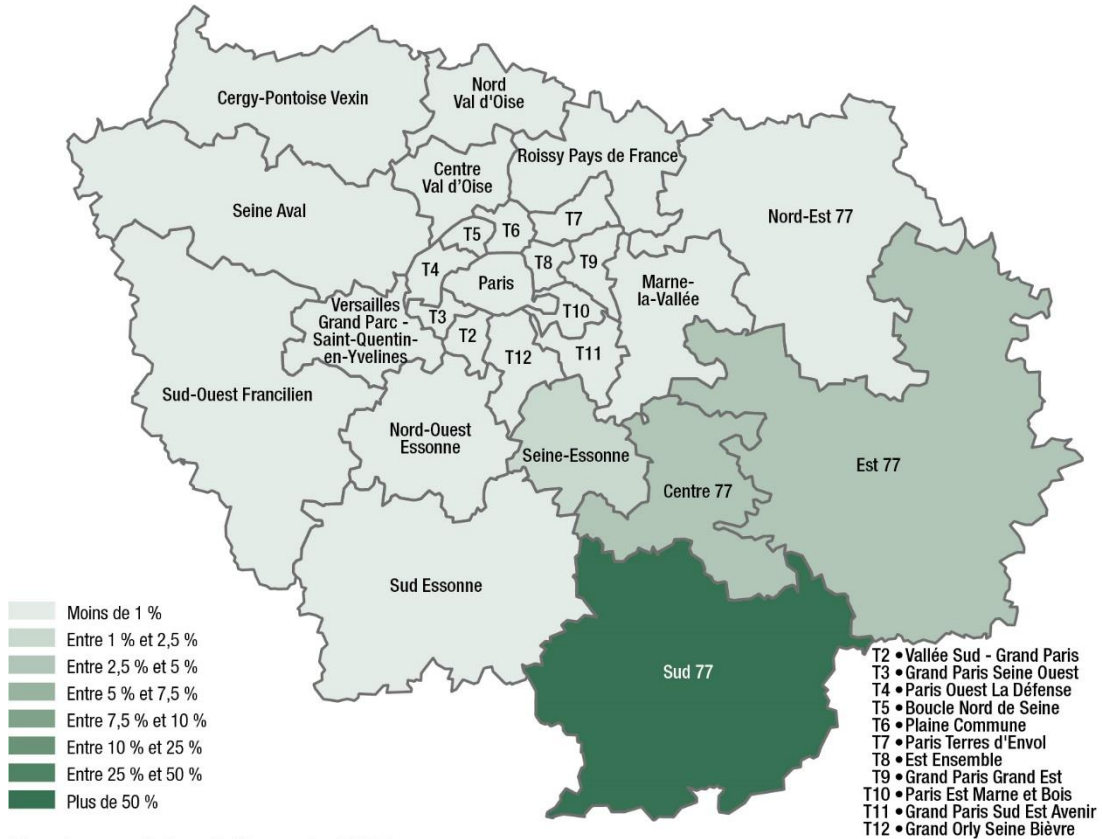 Cergy-Pontoise Vexin
Nord
Val d'Oise
Roissy Pays de France
Centre
Val d'Oise
Seine Aval
Nord-Est 77
T7
T5
T6
T4
T8
T9
Paris
Marne-
la-Vallée
Versailles
Grand Parc -
Saint-Quentin-
en-Yvelines
T3
T10
T2
T12
T11
Sud-Ouest Francilien
Nord-Ouest
Essonne
Seine-Essonne
Est 77
Centre 77
Sud Essonne
Sud 77
Moins de 1 %
Entre 1 % et 2,5 %
Entre 2,5 % et 5 %
Entre 5 % et 7,5 %
Entre 7,5 % et 10 %
Entre 10 % et 25 %
Entre 25 % et 50 %
Plus de 50 %
T2 • Vallée Sud - Grand Paris
T3 • Grand Paris Seine Ouest
T4 • Paris Ouest La Défense
T5 • Boucle Nord de Seine
T6 • Plaine Commune
T7 • Paris Terres d'Envol
T8 • Est Ensemble
T9 • Grand Paris Grand Est
T10 • Paris Est Marne et Bois
T11 • Grand Paris Sud Est Avenir
T12 • Grand Orly Seine Bièvre